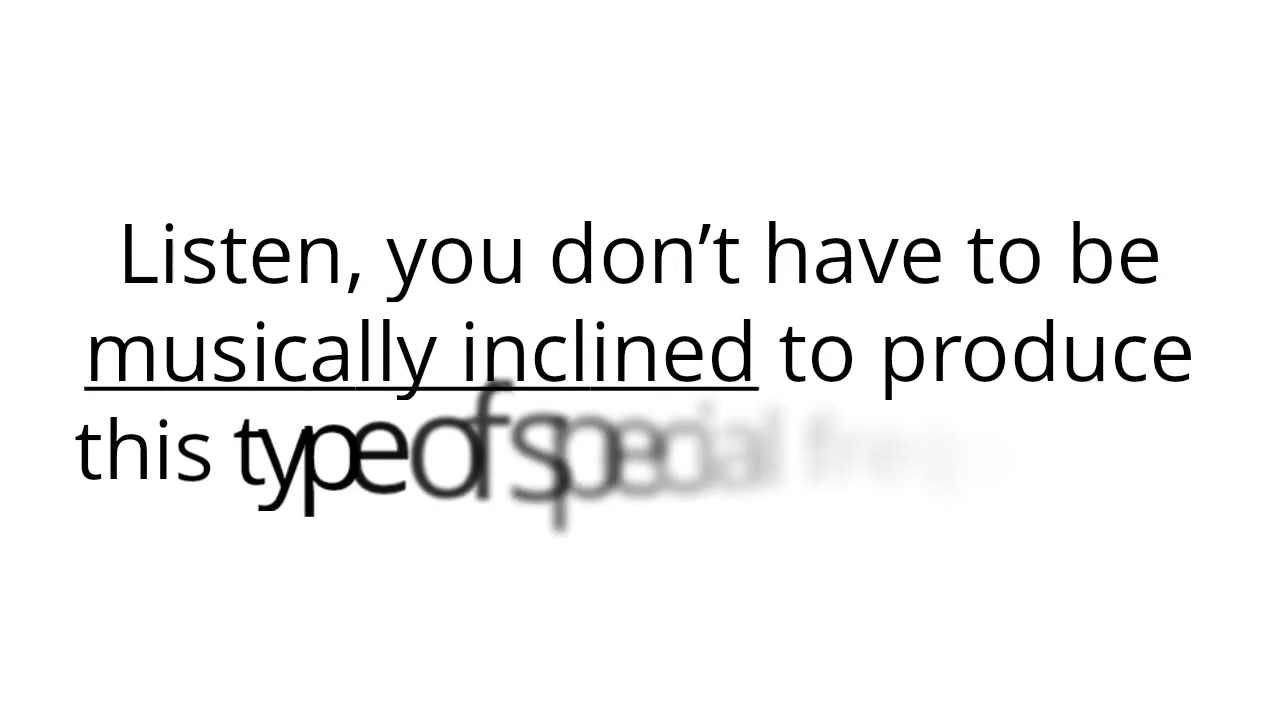 Listen, you don’t have to be
musically inclined to produce
this type of special